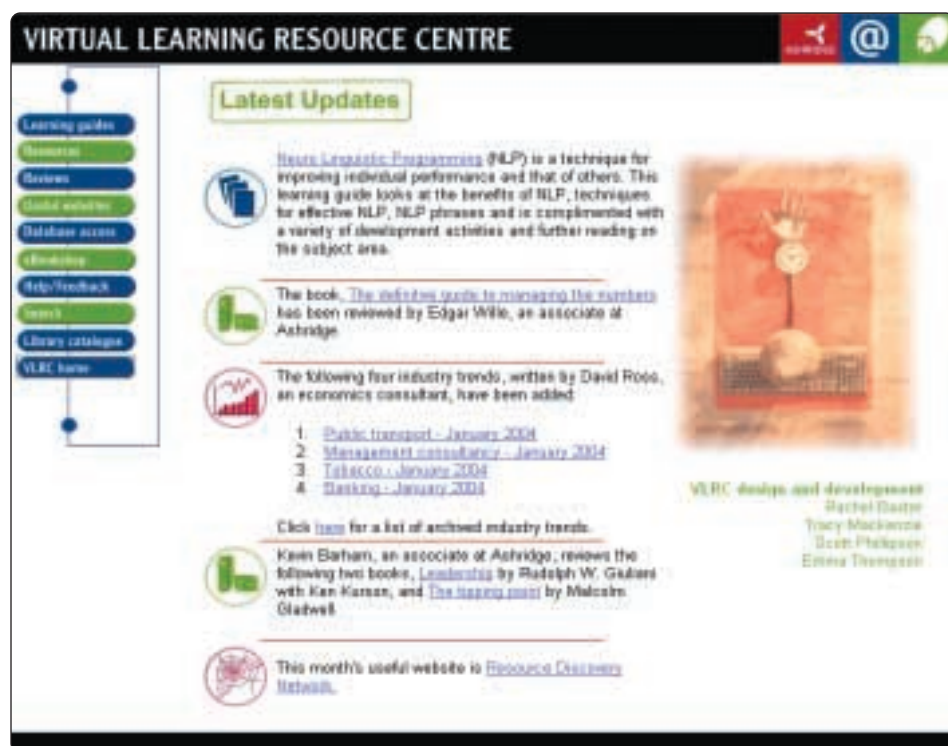 VIRTUAL LEARNING RESOURCE CENTRE
@
Learning guides
Resources
Reviews
Useful websites
Database access
eBookshop
Help/feedback
Search
Library catalogue
VLRC home
Latest Updates
Neuro Linguistic Programming (NLP) is a technique for
improving individual performance and that of others. This
learning guide looks at the benefits of NLP, techniques
for effective NLP, NLP phrases and is complimented with
a variety of development activities and further reading on
the subject area.
The book, The definitive guide to managing the numbers
has been reviewed by Edgar Wille, an associate at
Ashridge.
The following four industry trends, written by David Ross,
an economics consultant, have been added:
1. Public transport - January 2004
2. Management consultancy - January 2004
3. Tobacco - January 2004
4. Banking - January 2004
Click here for a list of archived industry trends.
Kevin Barham, an associate at Ashridge, reviews the
following two books, Leadership by Rudolph W. Giuliani
with Ken Kurson, and The tipping point by Malcolm
Gladwell.
This month's useful website is Resource Discovery
Network.
VLRC design and development
Rachel
Tracy Mackenzie
Scott
Emma Thompson